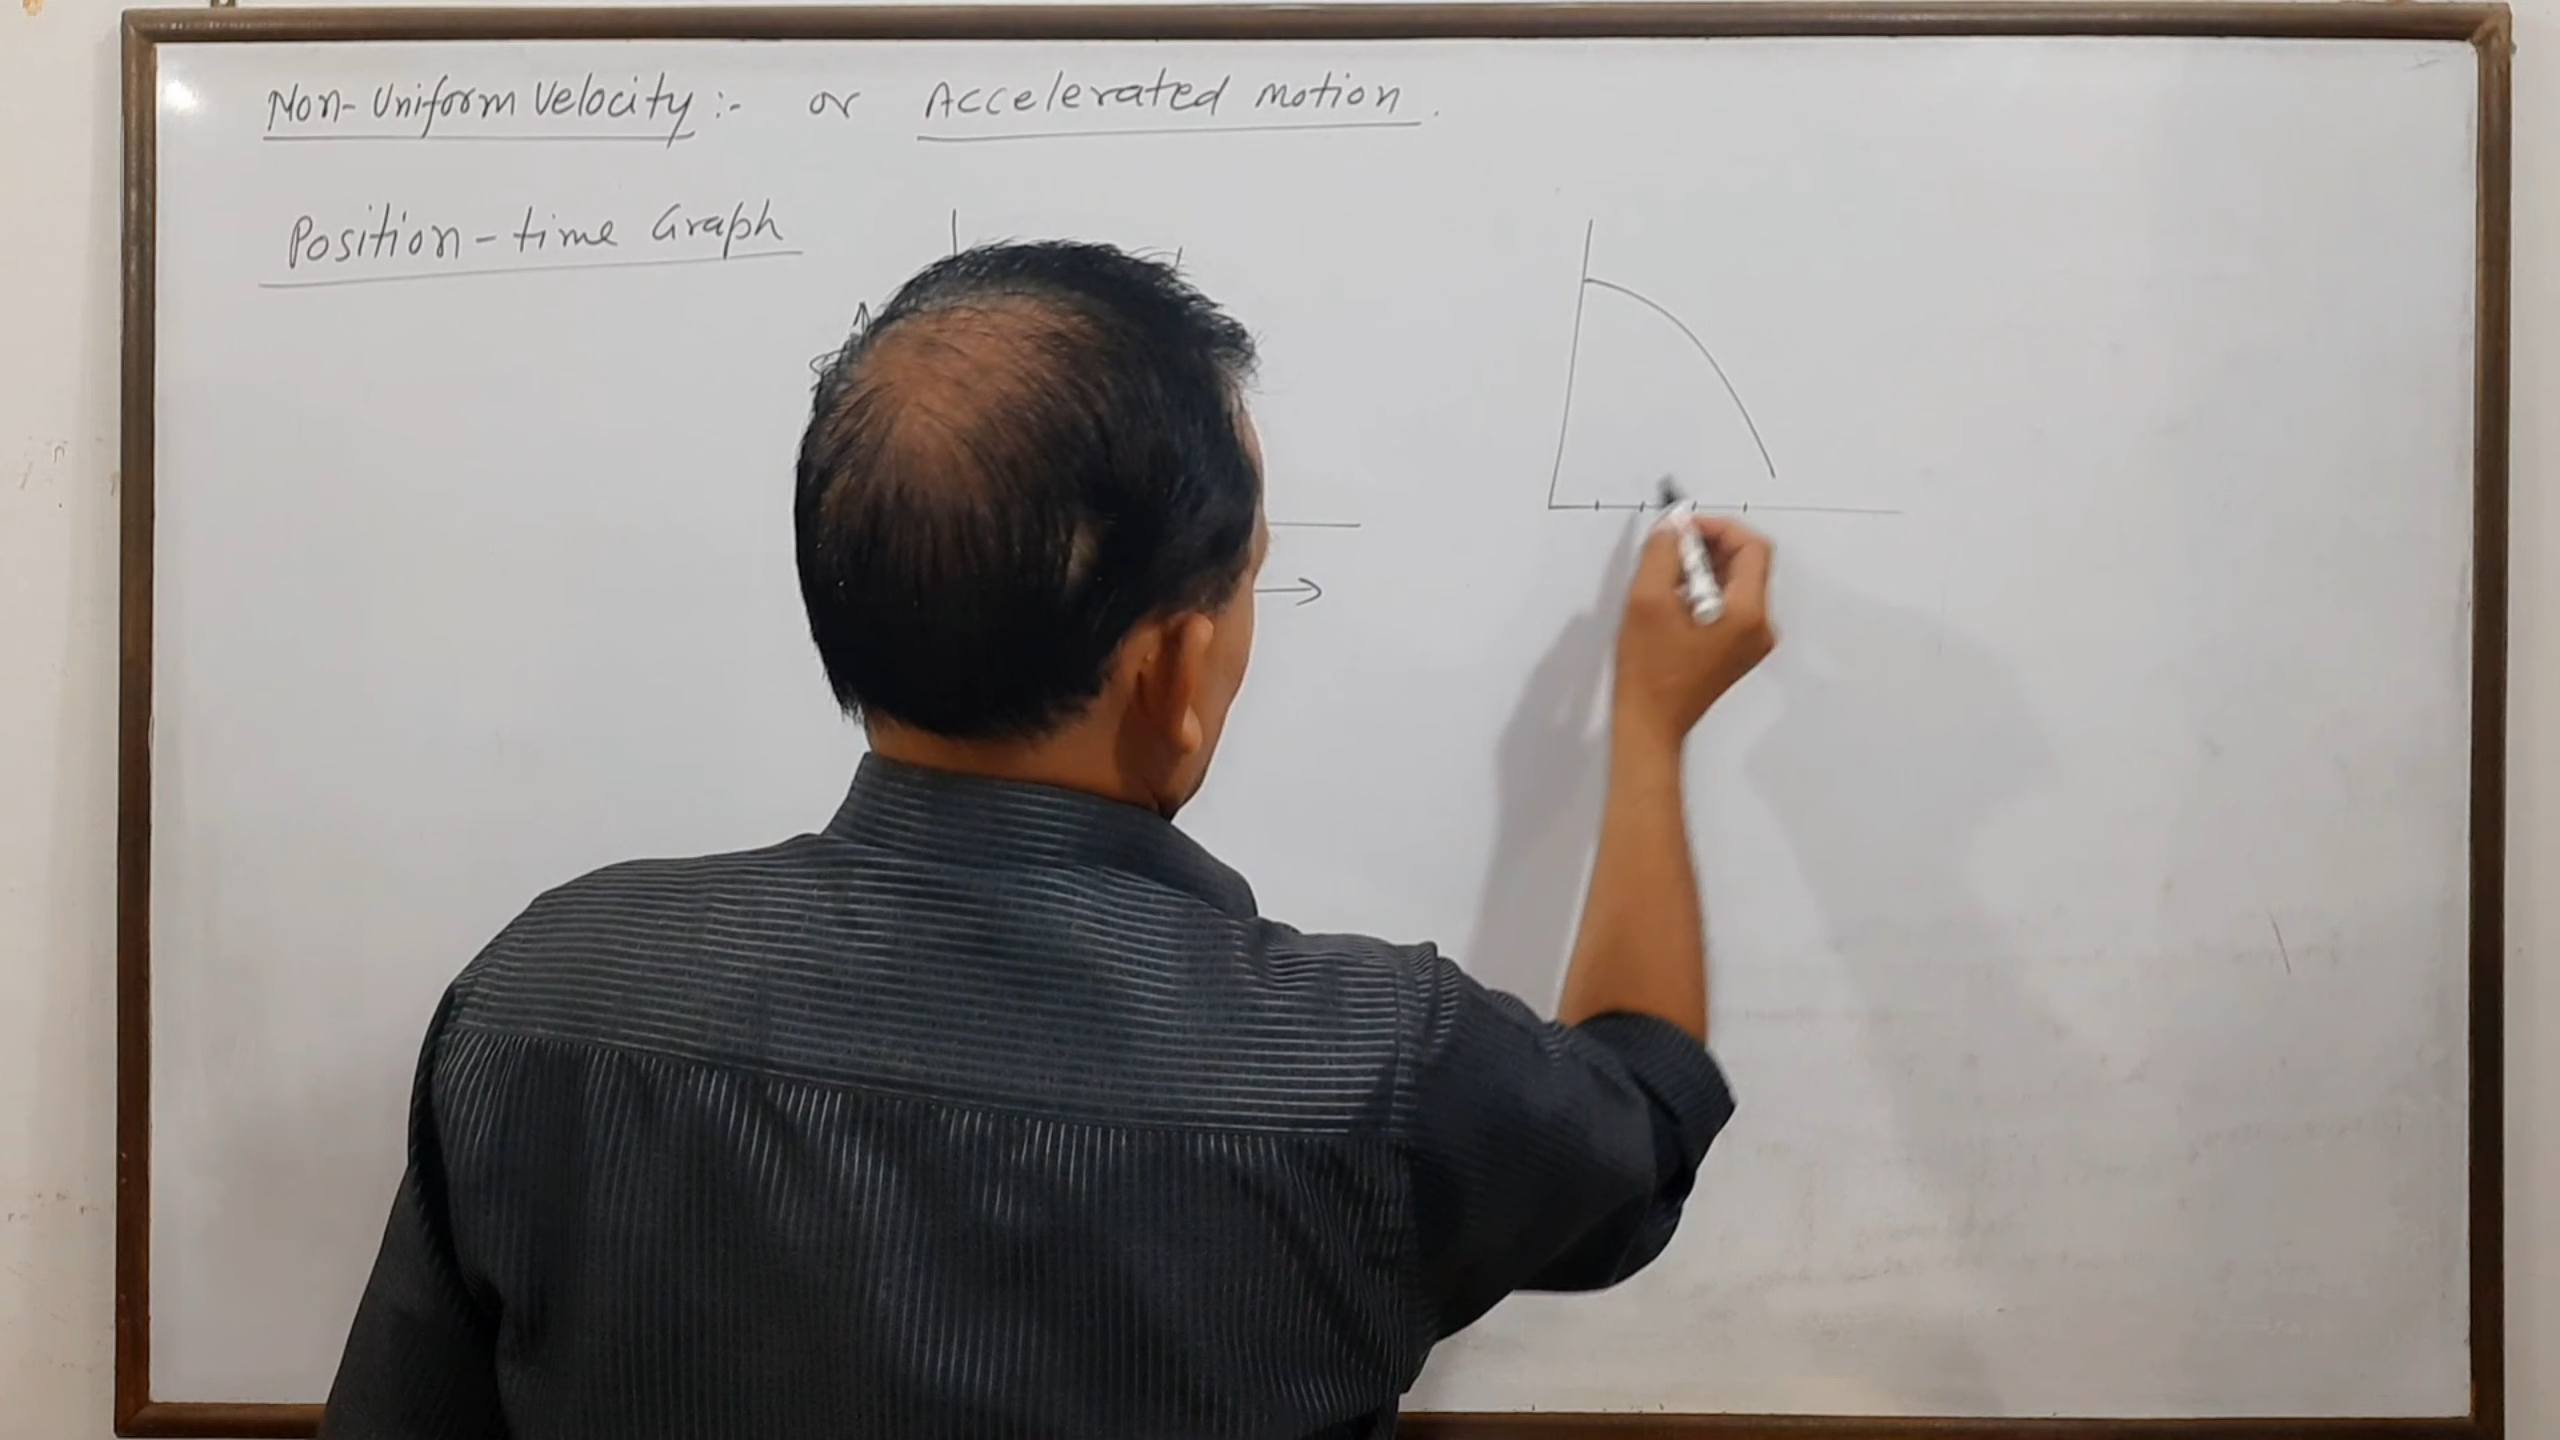 Non-Uniform Velocity :- or Accelerated motion.
Position-time Graph